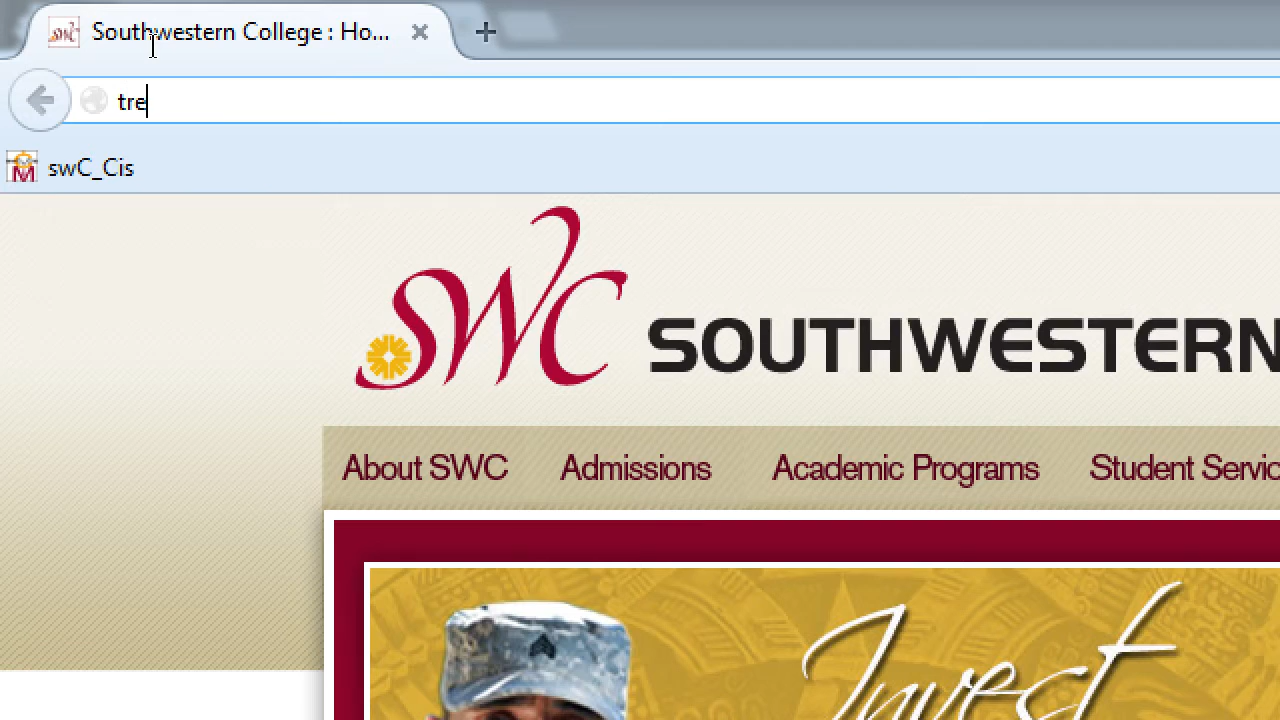 Southwestern College : Ho...
tre
swC_Cis
SWC SOUTHWESTERN
About SWC Admissions Academic Programs Student Servic
Invest